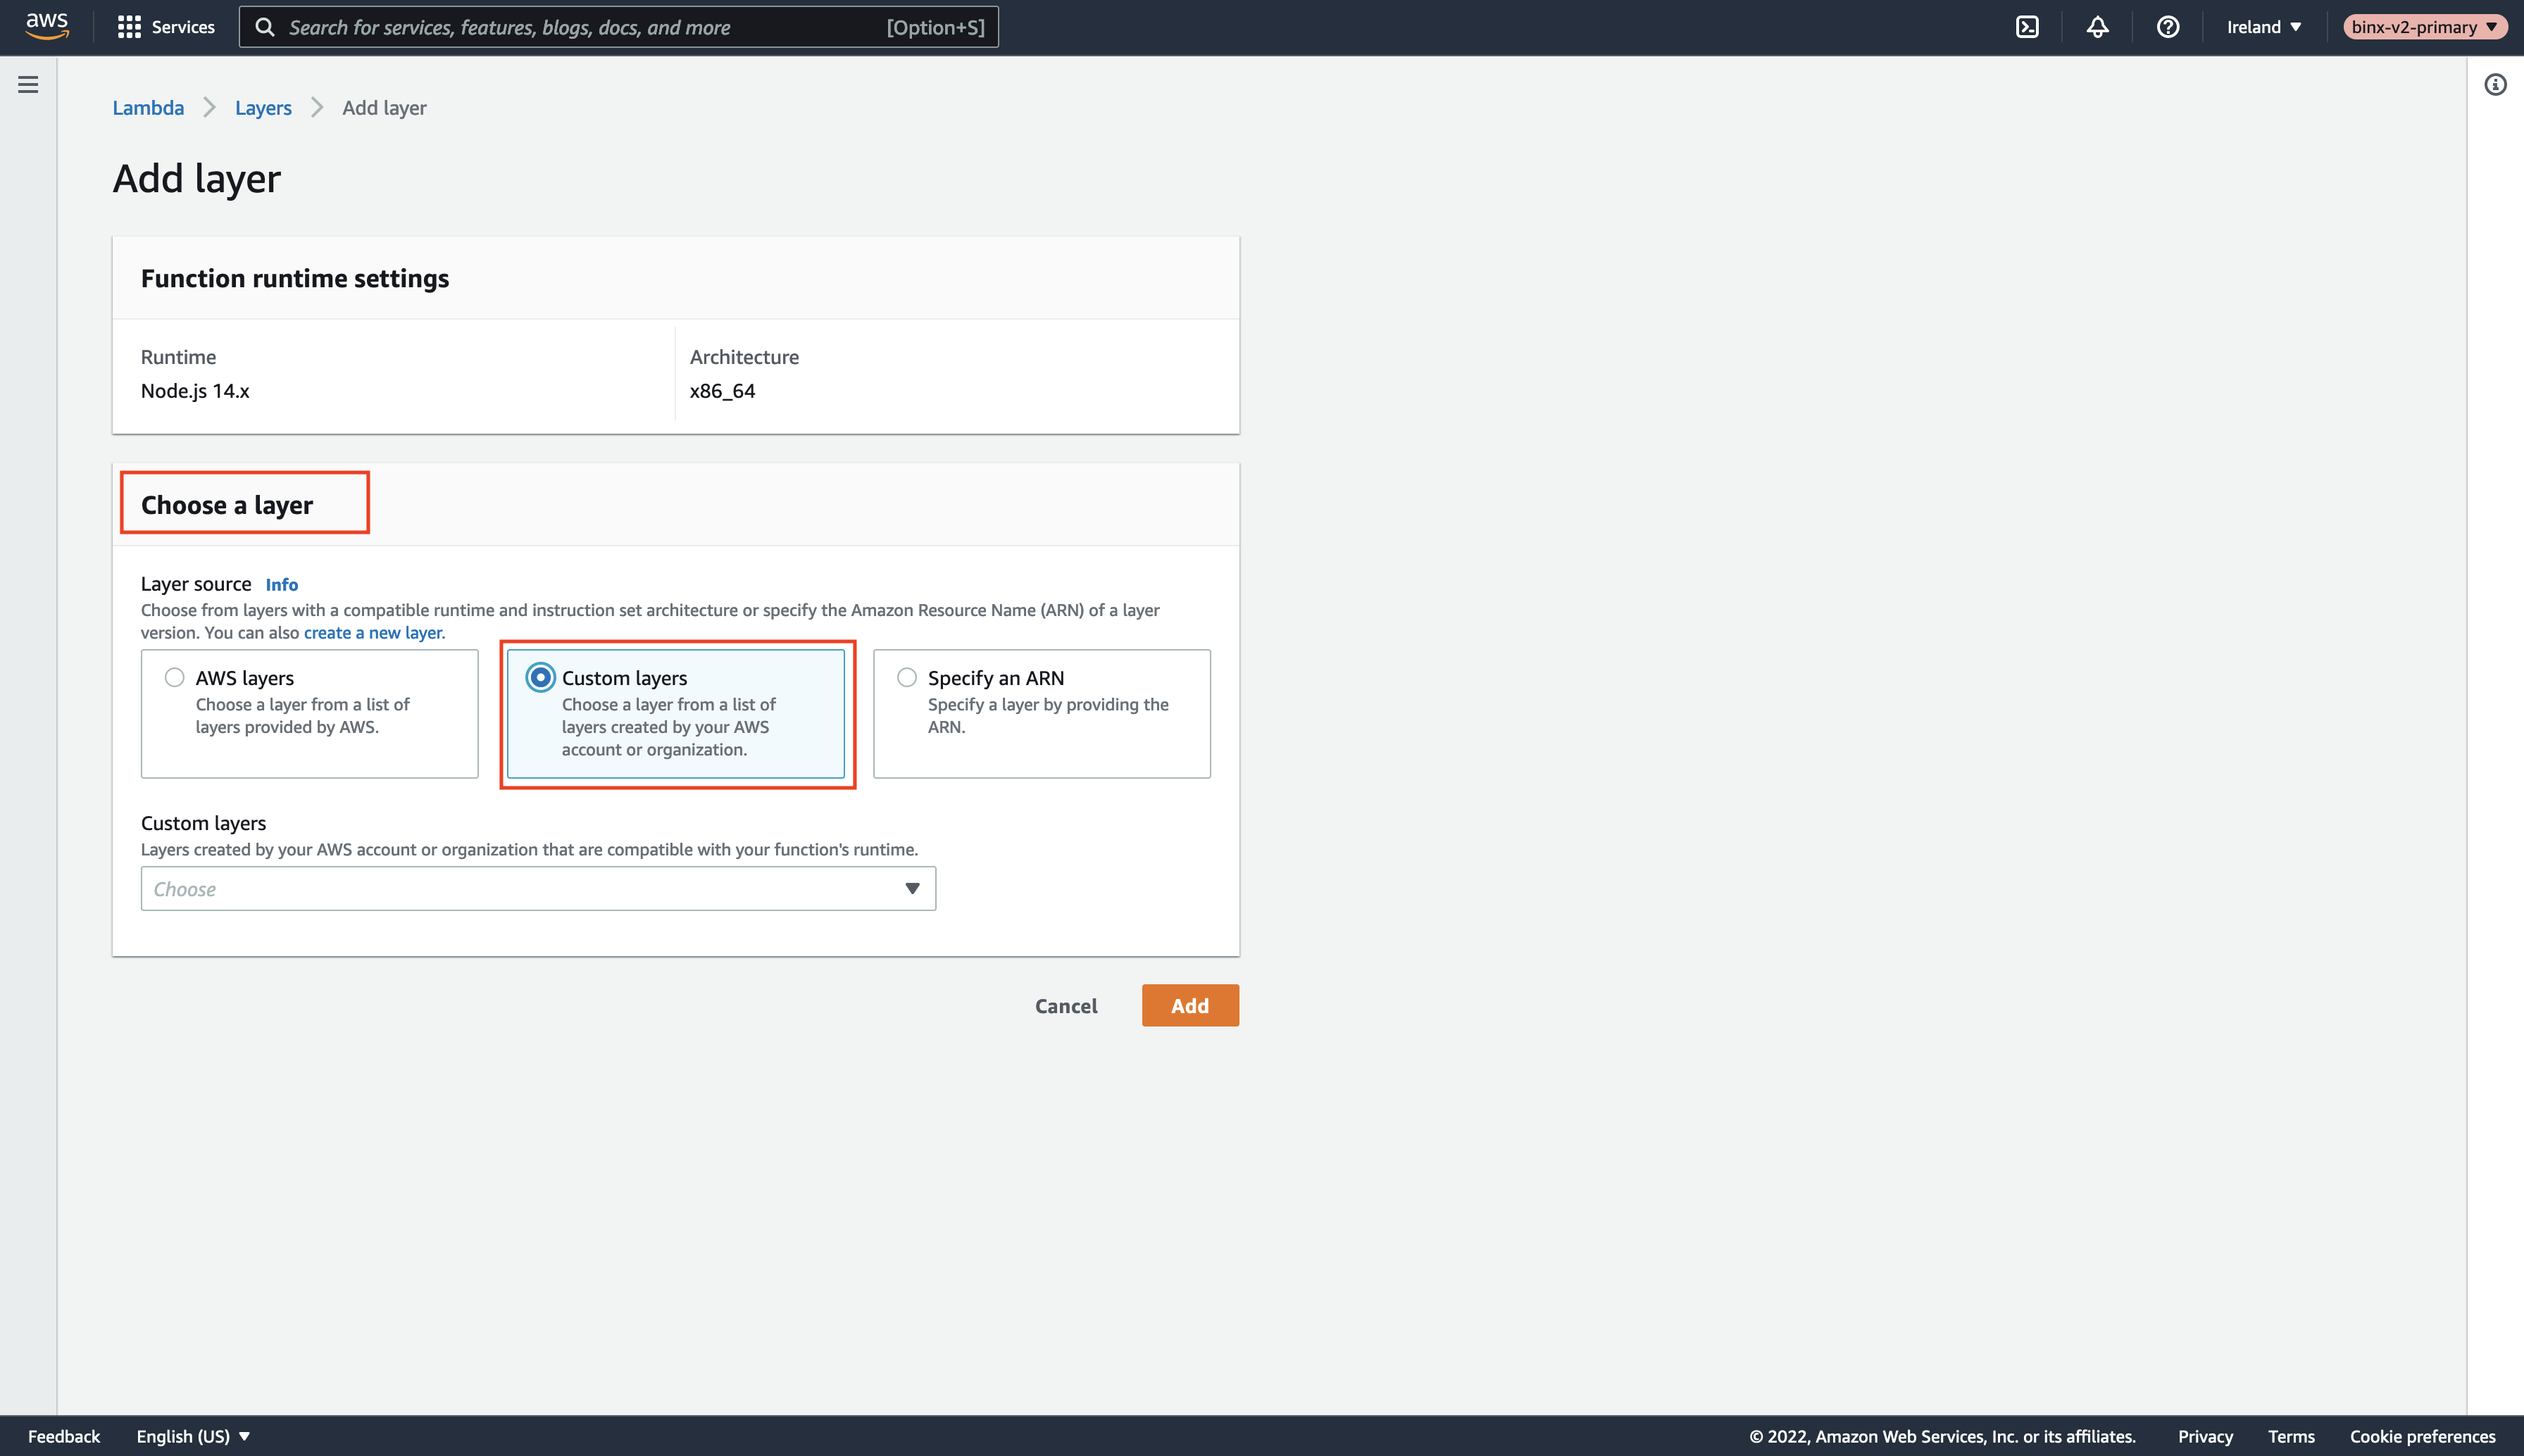 aws
Services
Search for services, features, blogs, docs, and more [Option+S]
Ireland ▼
binx-v2-primary ▼
Lambda > Layers > Add layer
Add layer
Function runtime settings
Runtime
Node.js 14.x
Architecture
x86_64
Choose a layer
Layer source Info
Choose from layers with a compatible runtime and instruction set architecture or specify the Amazon Resource Name (ARN) of a layer
version. You can also create a new layer.
AWS layers
Choose a layer from a list of
layers provided by AWS.
Custom layers
Choose a layer from a list of
layers created by your AWS
account or organization.
Specify an ARN
Specify a layer by providing the
ARN.
Custom layers
Layers created by your AWS account or organization that are compatible with your function's runtime.
Choose
Cancel
Add
Feedback
English (US) ▼
© 2022, Amazon Web Services, Inc. or its affiliates.
Privacy
Terms
Cookie preferences